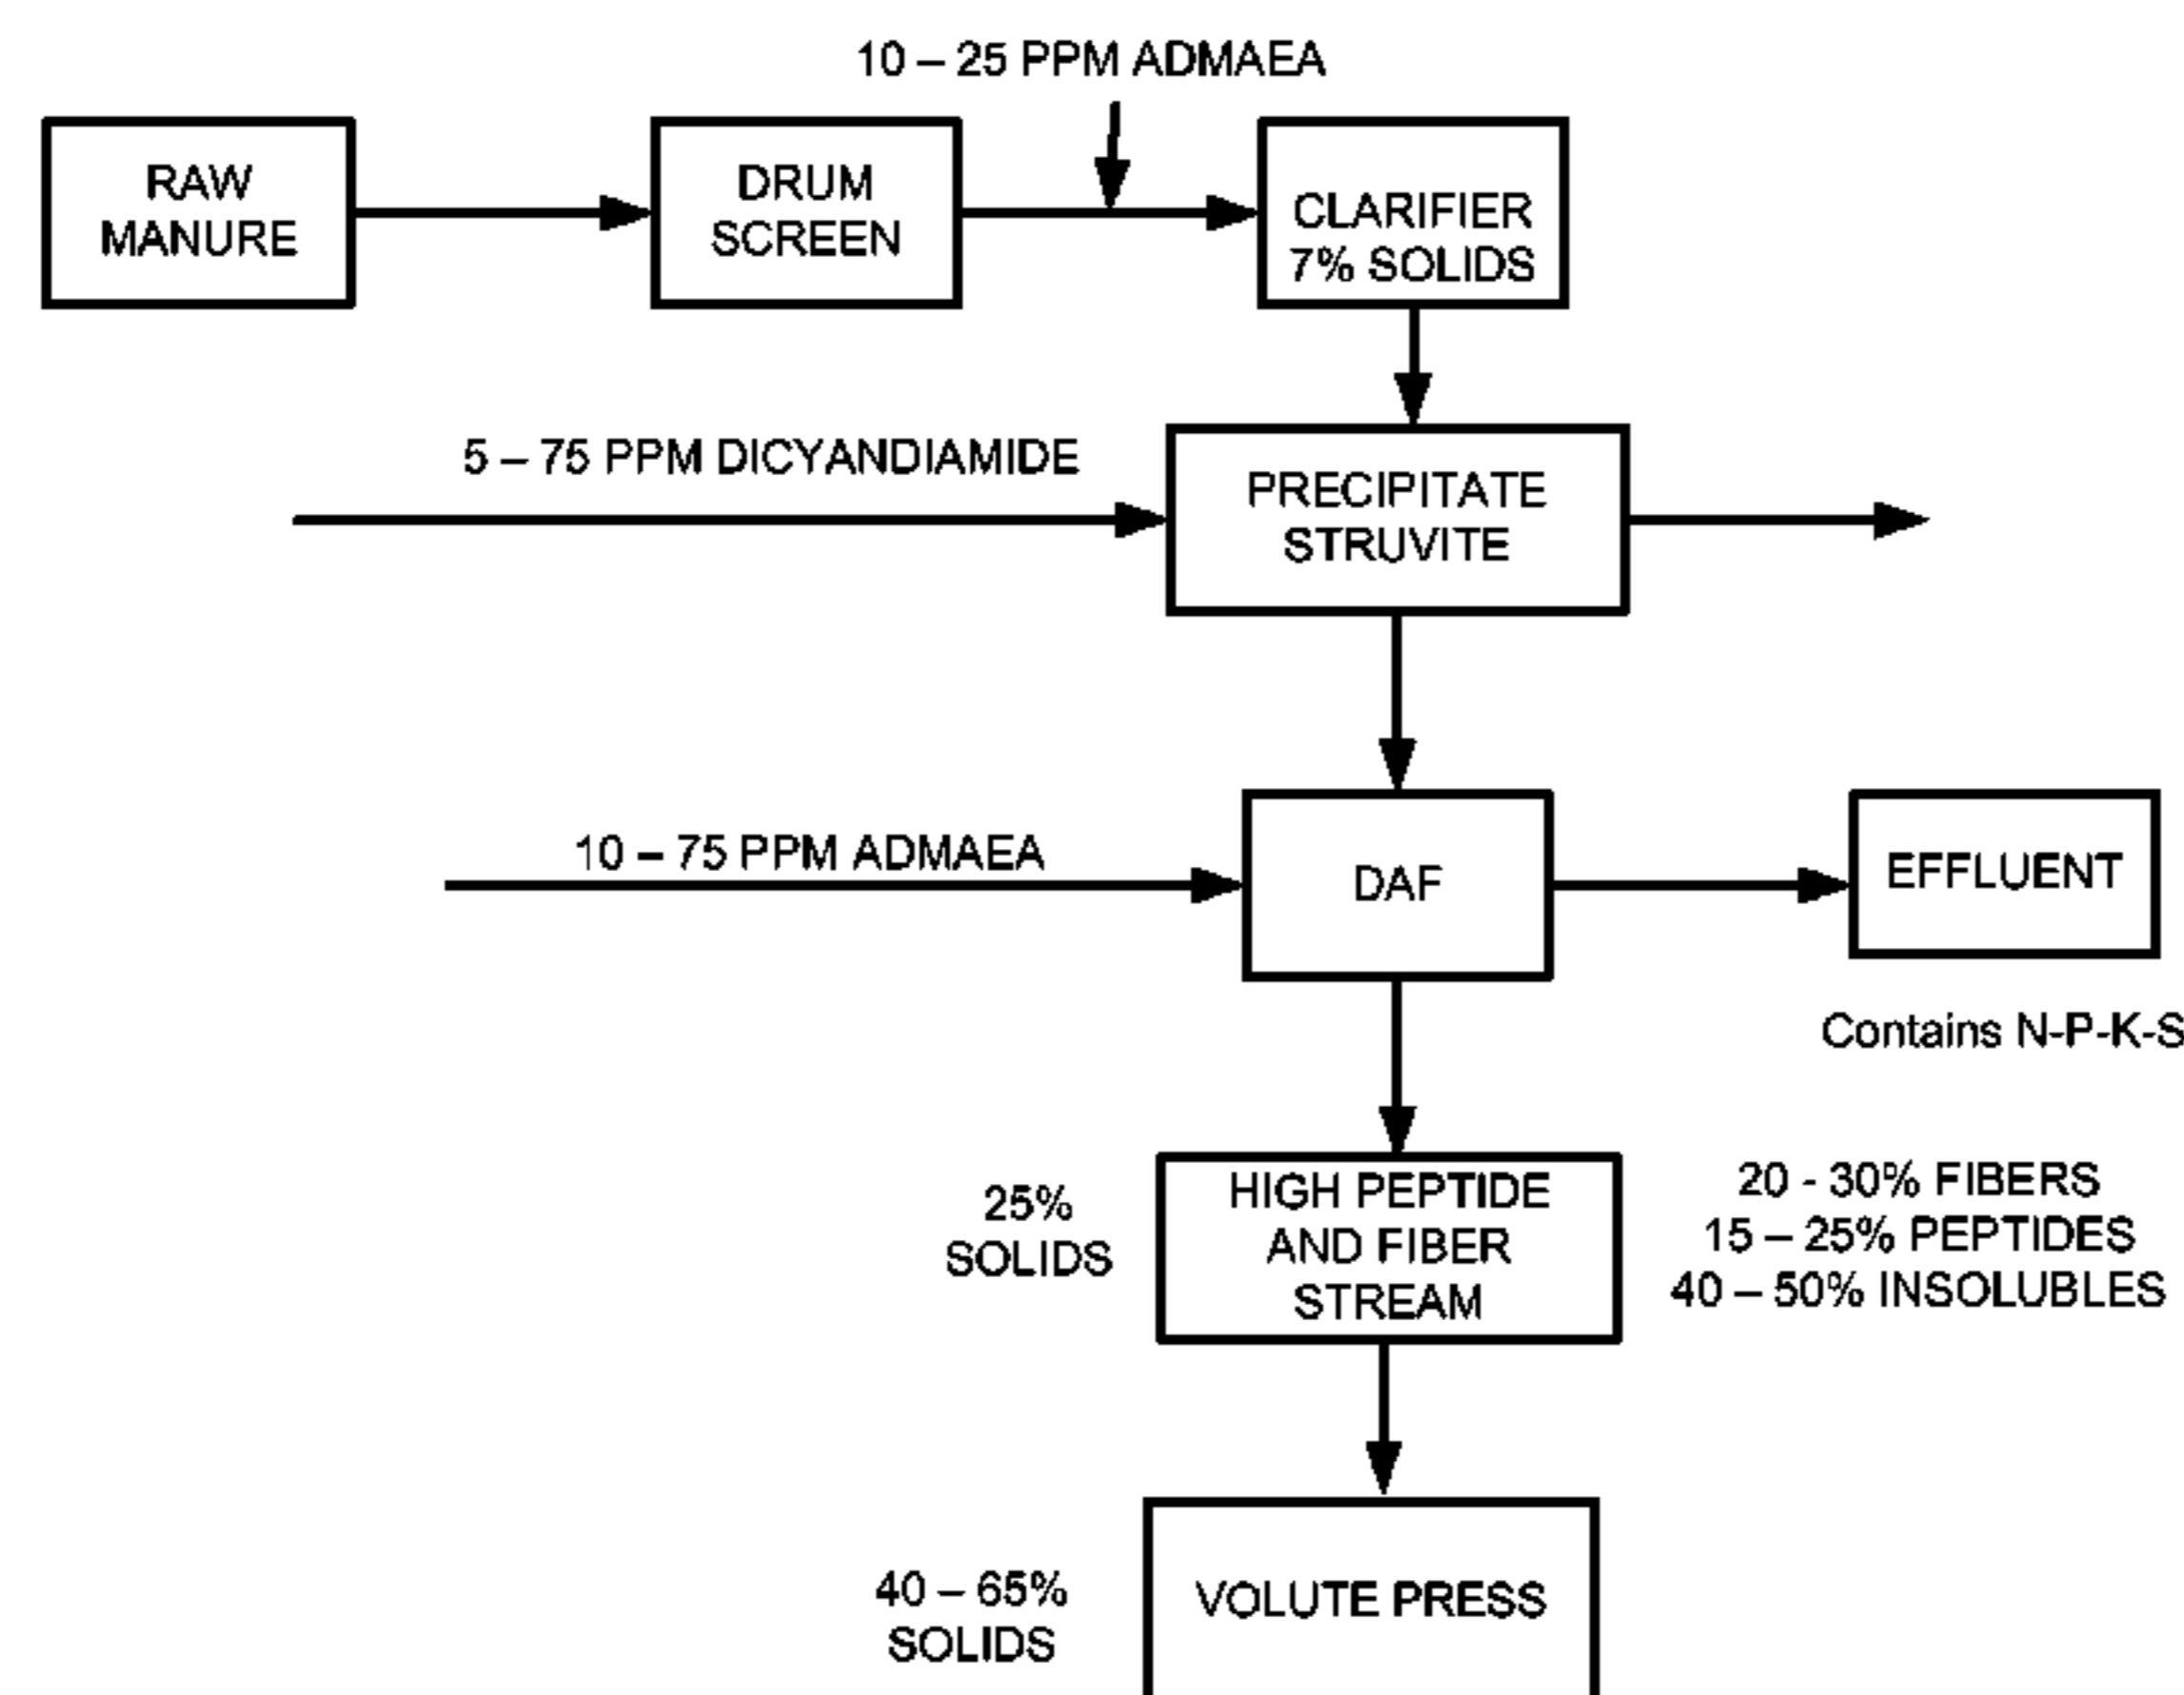 10 – 25 PPM ADMAEA
RAW
MANURE
DRUM
SCREEN
CLARIFIER
7% SOLIDS
5 – 75 PPM DICYANDIAMIDE
PRECIPITATE
STRUVITE
10 – 75 PPM ADMAEA
DAF
EFFLUENT
Contains N-P-K-S
25%
SOLIDS
HIGH PEPTIDE
AND FIBER
STREAM
20 - 30% FIBERS
15 – 25% PEPTIDES
40 – 50% INSOLUBLES
40 – 65%
SOLIDS
VOLUTE PRESS